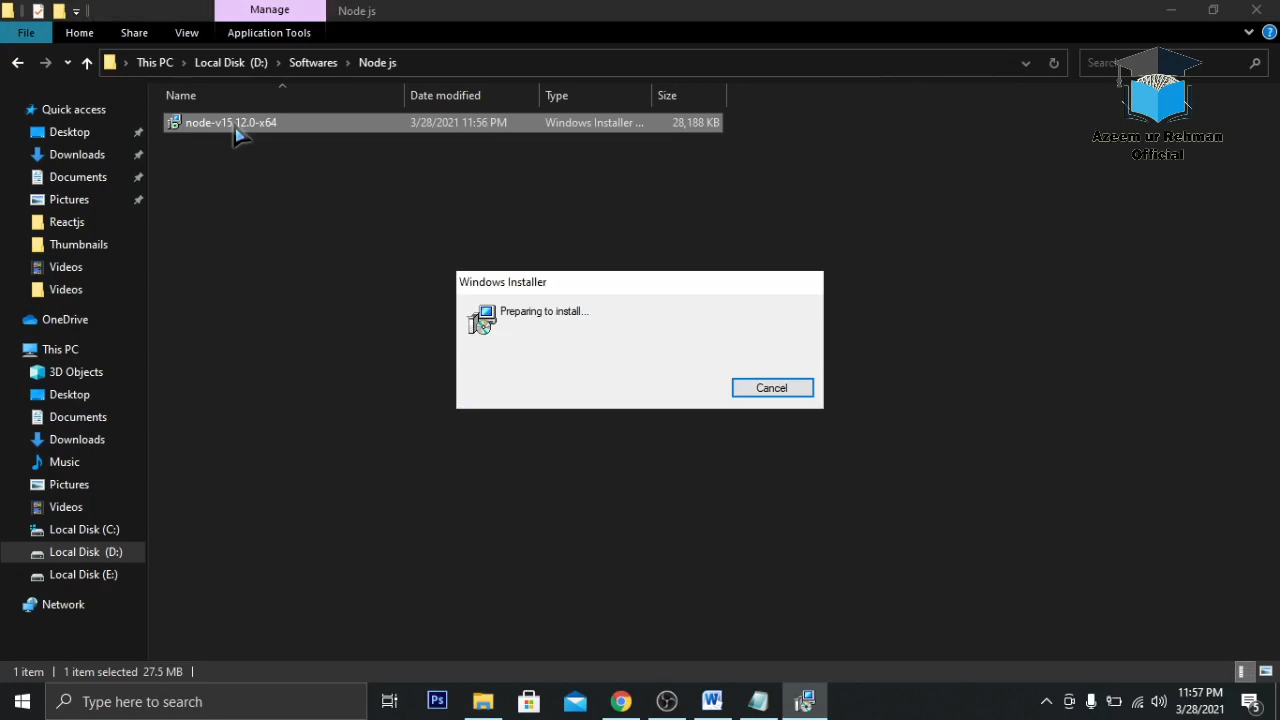 Manage
Node js
File
Home
Share
View
Application Tools
This PC
Local Disk (D:)
Softwares
Node js
Search
Name
Date modified
Type
Size
node-v15.12.0-x64
3/28/2021 11:56 PM
Windows Installer ...
28,188 KB
Azeem ur Rehman
Official
Quick access
Desktop
Downloads
Documents
Pictures
Reactjs
Thumbnails
Videos
Videos
OneDrive
This PC
3D Objects
Desktop
Documents
Downloads
Music
Pictures
Videos
Local Disk (C:)
Local Disk (D:)
Local Disk (E:)
Network
Windows Installer
Preparing to install...
Cancel
1 item
1 item selected 27.5 MB
Type here to search
Ps
W
11:57 PM
3/28/2021
5